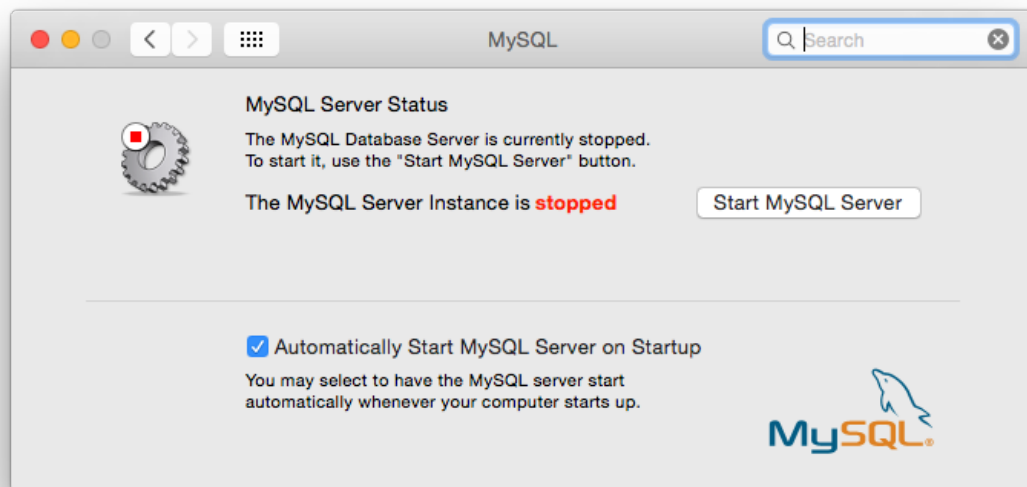 MySQL
Search
MySQL Server Status
The MySQL Database Server is currently stopped.
To start it, use the "Start MySQL Server" button.
The MySQL Server Instance is stopped
Start MySQL Server
Automatically Start MySQL Server on Startup
You may select to have the MySQL server start
automatically whenever your computer starts up.
MySQL®